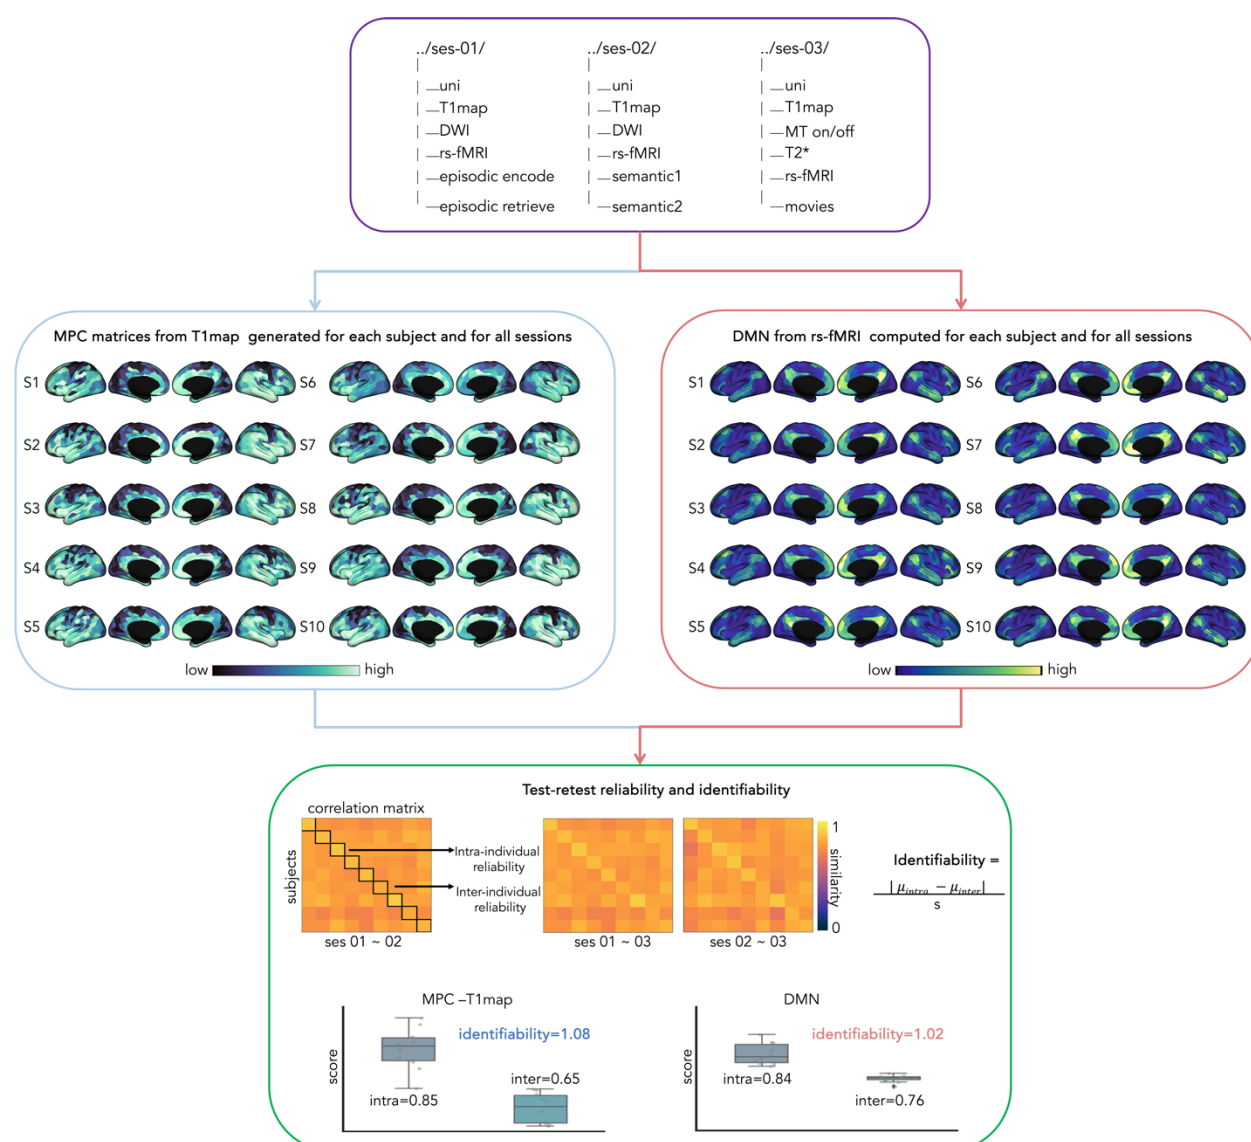 ../ses-01/
uni
T1map
DWI
rs-fMRI
episodic encode
episodic retrieve
../ses-02/
uni
T1map
DWI
rs-fMRI
semantic1
semantic2
../ses-03/
uni
T1map
MT on/off
T2*
rs-fMRI
movies
MPC matrices from T1map generated for each subject and for all sessions
S1
S2
S3
S4
S5
S6
S7
S8
S9
S10
low
high
DMN from rs-fMRI computed for each subject and for all sessions
S1
S2
S3
S4
S5
S6
S7
S8
S9
S10
low
high
Test-retest reliability and identifiability
correlation matrix
subjects
ses 01 ~ 02
Intra-individual
reliability
Inter-individual
reliability
ses 01 ~ 03
ses 02 ~ 03
1
similarity
0
Identifiability =
| μintra − μinter|
s
MPC –T1map
score
identifiability=1.08
intra=0.85
inter=0.65
DMN
score
identifiability=1.02
intra=0.84
inter=0.76